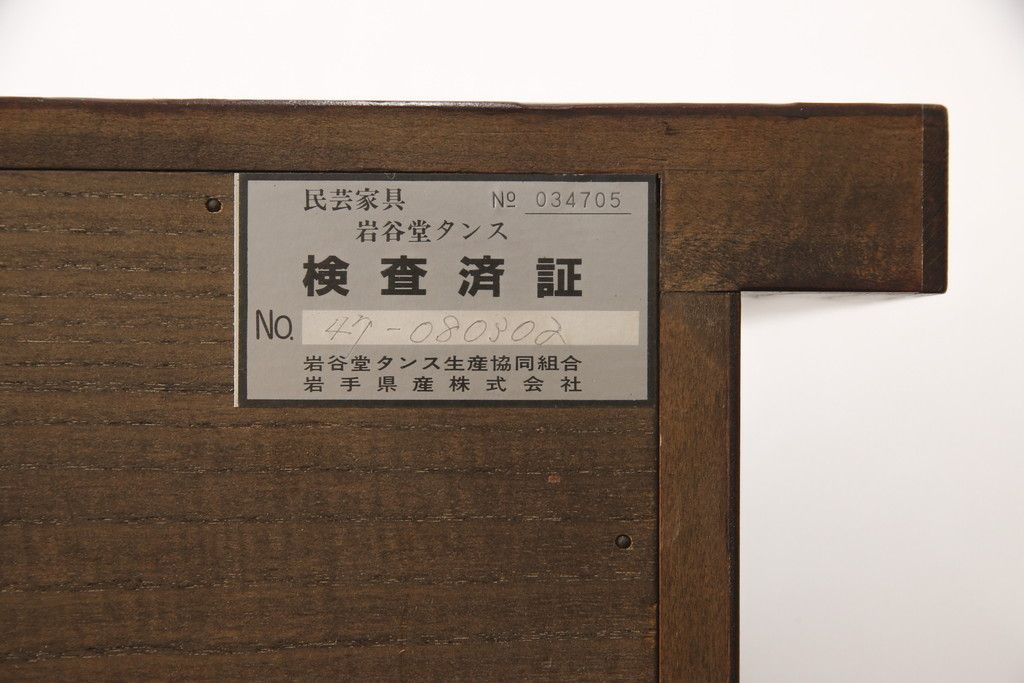 民芸家具 № 034705
岩谷堂タンス
検査済証
No. 47-080302
岩谷堂タンス生産協同組合
岩手県産株式会社